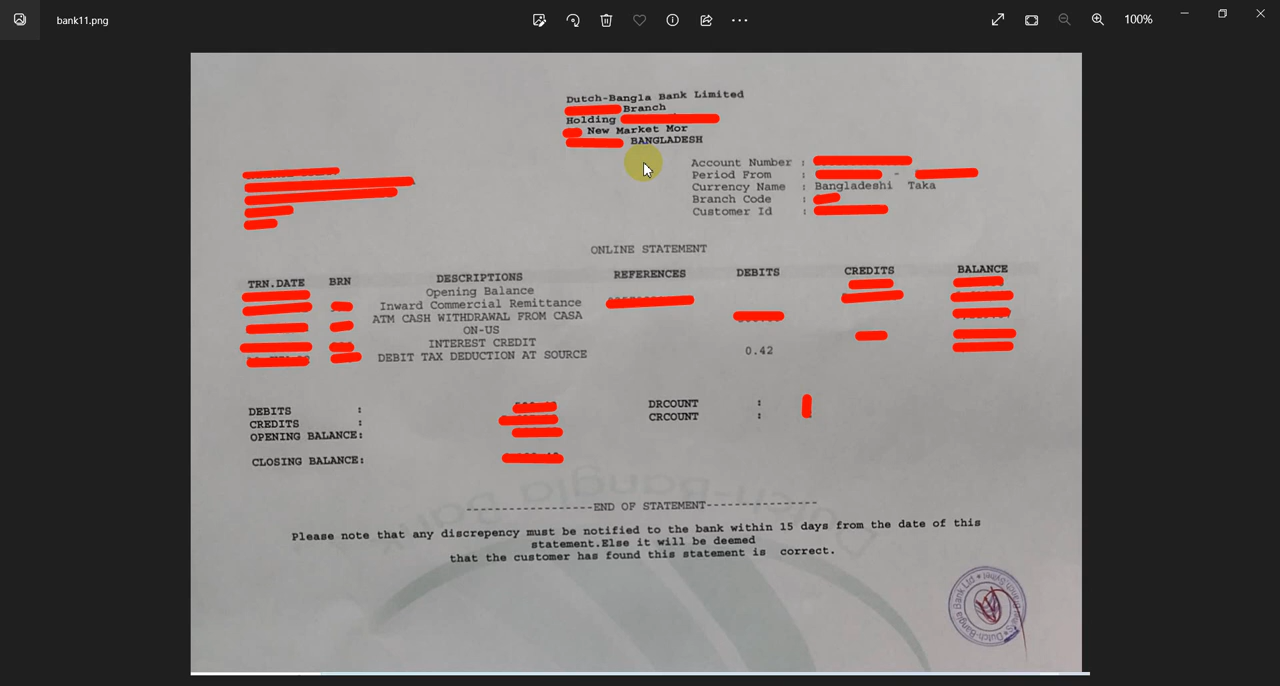 bank11.png
100%
Dutch-Bangla Bank Limited
Branch
Holding
New Market Mor
BANGLADESH
Account Number :
Period From : -
Currency Name : Bangladeshi Taka
Branch Code :
Customer Id :
ONLINE STATEMENT
TRN.DATE BRN DESCRIPTIONS REFERENCES DEBITS CREDITS BALANCE
Opening Balance
Inward Commercial Remittance
ATM CASH WITHDRAWAL FROM CASA
ON-US
INTEREST CREDIT
DEBIT TAX DEDUCTION AT SOURCE 0.42
DEBITS : DRCOUNT :
CREDITS : CRCOUNT :
OPENING BALANCE:
CLOSING BALANCE:
------------------END OF STATEMENT----------------
Please note that any discrepency must be notified to the bank within 15 days from the date of this
statement.Else it will be deemed
that the customer has found this statement is correct.
Dutch-Bangla Bank Ltd